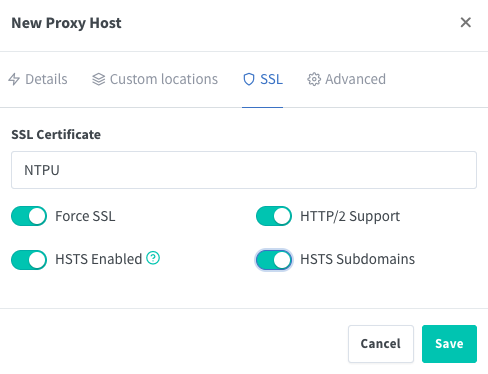 New Proxy Host
Details
Custom locations
SSL
Advanced
SSL Certificate
NTPU
Force SSL
HTTP/2 Support
HSTS Enabled
HSTS Subdomains
Cancel
Save